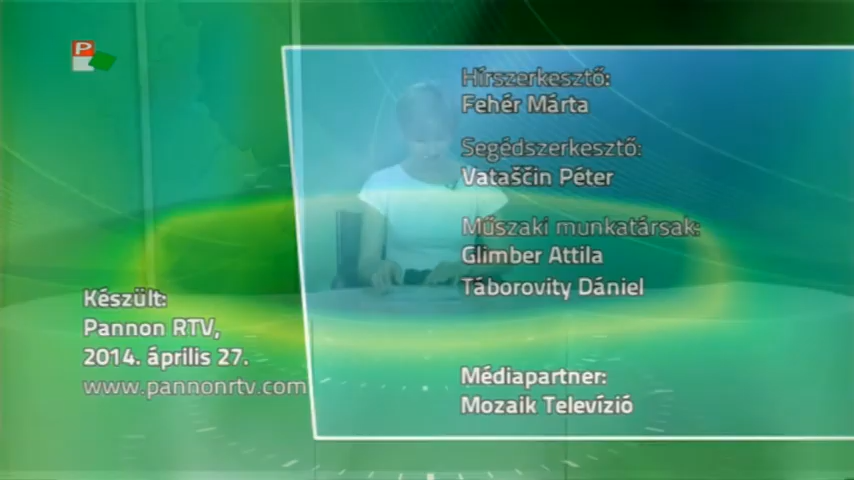 P
Hírszerkesztő:
Fehér Márta
Segédszerkesztő:
Vataščin Péter
Műszaki munkatársak:
Glimber Attila
Táborovity Dániel
Készült:
Pannon RTV,
2014. április 27.
www.pannonrtv.com
Médiapartner:
Mozaik Televízió